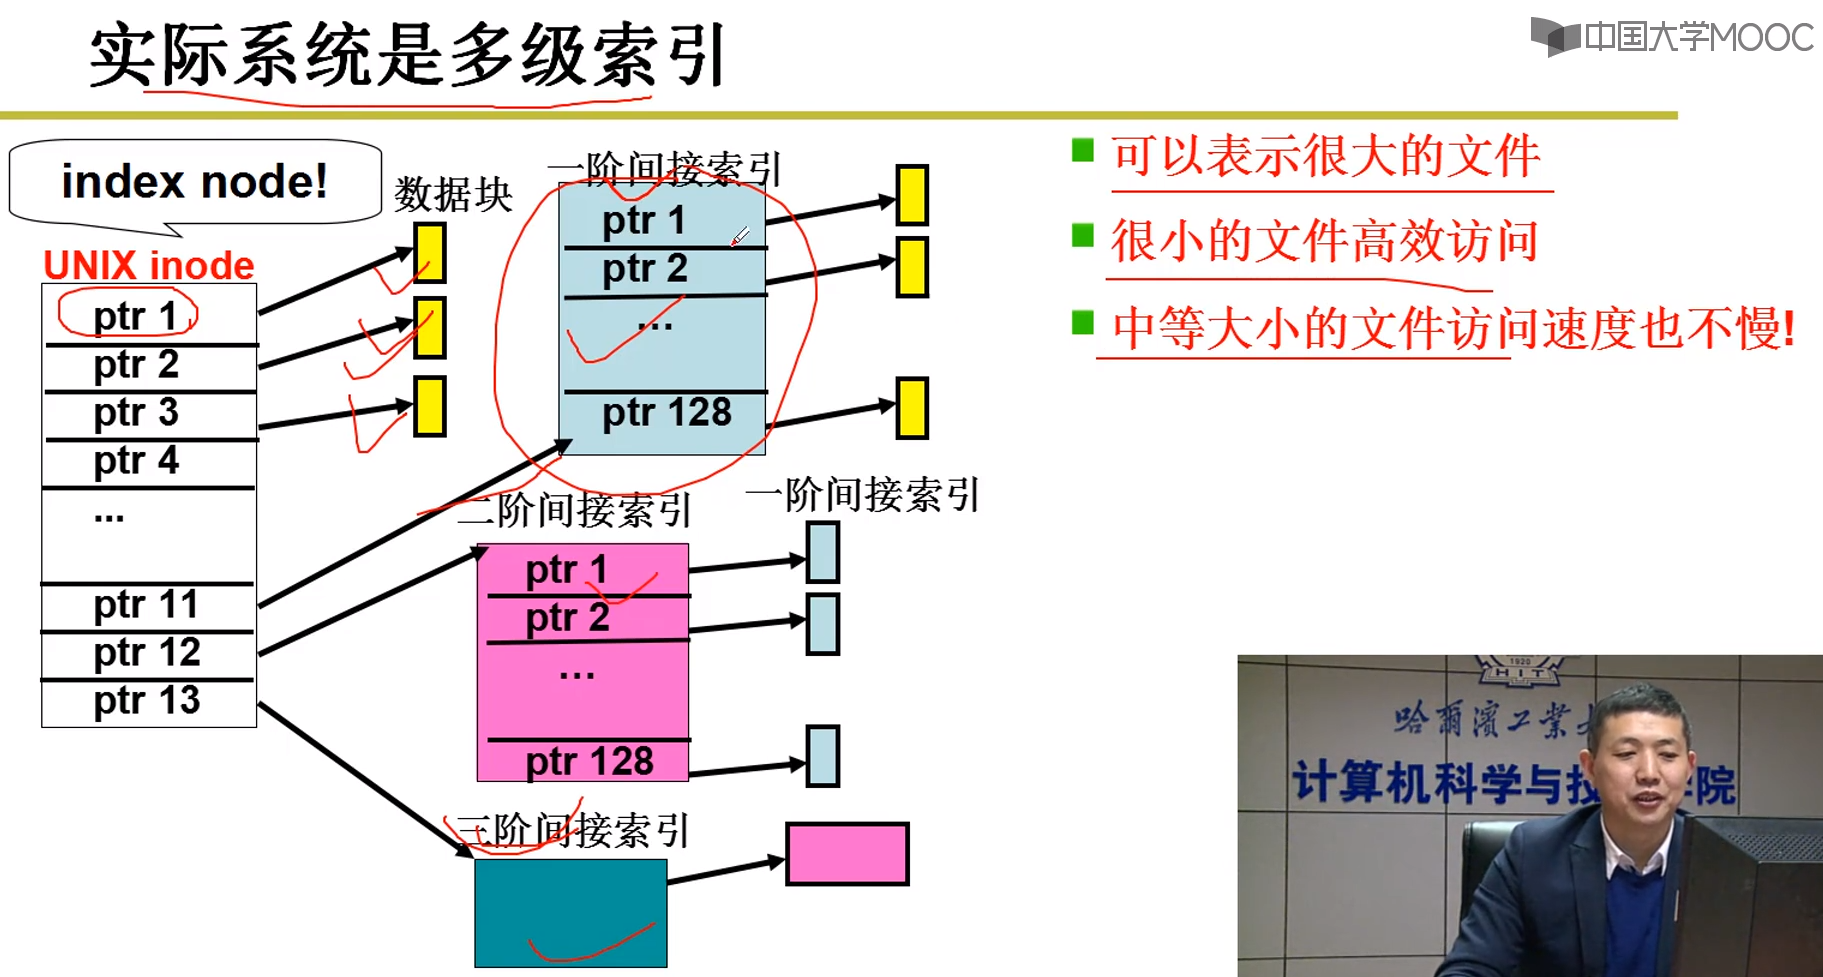 实际系统是多级索引
中国大学MOOC
index node!
数据块
UNIX inode
ptr 1
ptr 2
ptr 3
ptr 4
...
ptr 11
ptr 12
ptr 13
一阶间接索引
ptr 1
ptr 2
...
ptr 128
二阶间接索引
一阶间接索引
ptr 1
ptr 2
...
ptr 128
三阶间接索引
可以表示很大的文件
很小的文件高效访问
中等大小的文件访问速度也不慢!
1920
HIT
哈爾濱工業
计算机科学与技 学院